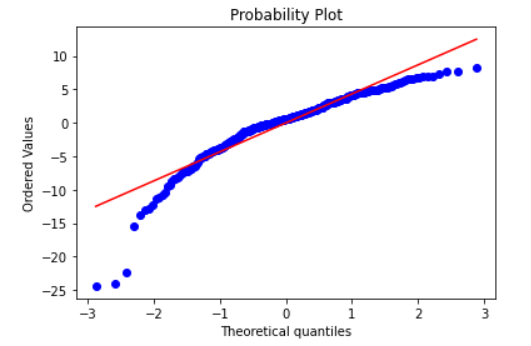 Probability Plot
10
5
0
−5
−10
−15
−20
−25
Ordered Values
−3 −2 −1 0 1 2 3
Theoretical quantiles